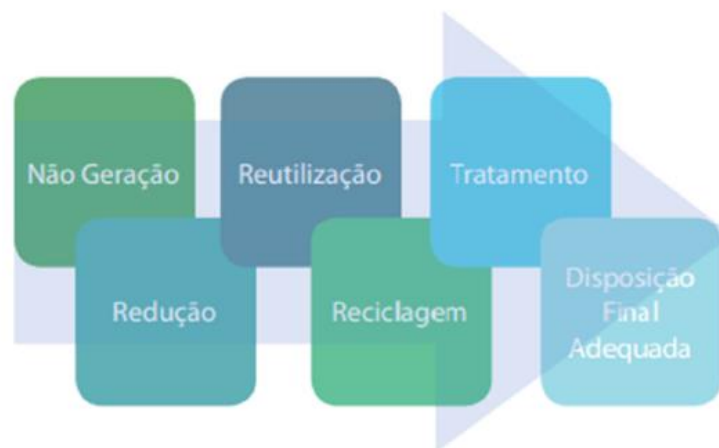 Não Geração
Redução
Reutilização
Reciclagem
Tratamento
Disposição
Final
Adequada